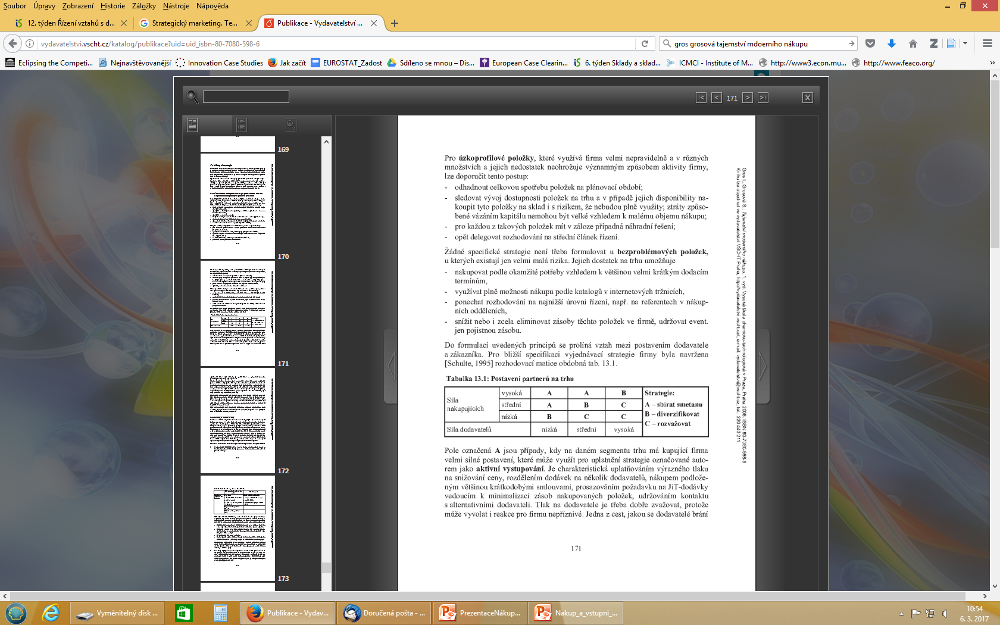 Soubor Úpravy Zobrazení Historie Záložky Nástroje Nápověda
12. týden Řízení vztahů s d...
Strategický marketing. Te...
Publikace - Vydavatelství ...
vydavatelstvi.vscht.cz/katalog/publikace?uid=uid_isbn-80-7080-598-6
gros grosová tajemství mdoerního nákupu
Eclipsing the Competi...
Nejnavštěvovanější
Innovation Case Studies
Jak začít
EUROSTAT_Zadost
Sdíleno se mnou – Dis...
European Case Clearin...
6. týden Sklady a sklad...
ICMCI - Institute of M...
http://www3.econ.mu...
http://www.feaco.org/
171
169
170
171
172
173
Pro úzkoprofilové položky, které využívá firma velmi nepravidelně a v různých
množstvích a jejich nedostatek neohrožuje významným způsobem aktivity firmy,
lze doporučit tento postup:
- odhadnout celkovou spotřebu položek na plánovací období;
- sledovat vývoj dostupnosti položek na trhu a v případě jejich disponibility na-
koupit tyto položky na sklad i s rizikem, že nebudou plně využity; ztráty způso-
bené vázáním kapitálu nemohou být velké vzhledem k malému objemu nákupu;
- pro každou z takových položek mít v záloze případná náhradní řešení;
- opět delegovat rozhodování na střední článek řízení.
Žádné specifické strategie není třeba formulovat u bezproblémových položek,
u kterých existují jen velmi malá rizika. Jejich dostatek na trhu umožňuje
- nakupovat podle okamžité potřeby vzhledem k většinou velmi krátkým dodacím
termínům,
- využívat plně možnosti nákupu podle katalogů v internetových tržnicích,
- ponechat rozhodování na nejnižší úrovni řízení, např. na referentech v nákup-
ních odděleních,
- snížit nebo i zcela eliminovat zásoby těchto položek ve firmě, udržovat event.
jen pojistnou zásobu.
Do formulací uvedených principů se prolíná vztah mezi postavením dodavatele
a zákazníka. Pro bližší specifikaci vyjednávací strategie firmy byla navržena
[Schulte, 1995] rozhodovací matice obdobná tab. 13.1.
Tabulka 13.1: Postavení partnerů na trhu
Síla nakupujících
vysoká A A B
střední A B C
nízká B C C
Síla dodavatelů nízká střední vysoká
Strategie:
A – sbírat smetanu
B – diverzifikovat
C – rozvažovat
Pole označená A jsou případy, kdy na daném segmentu trhu má kupující firma
velmi silné postavení, které může využít pro uplatnění strategie označované auto-
rem jako aktivní vystupování. Je charakteristická uplatňováním výrazného tlaku
na snižování ceny, rozdělením dodávek na několik dodavatelů, nákupem podlože-
ným většinou krátkodobými smlouvami, prosazováním požadavku na JiT-dodávky
vedoucím k minimalizaci zásob nakupovaných položek, udržováním kontaktu
s alternativními dodavateli. Tlak na dodavatele je třeba dobře zvažovat, protože
může vyvolat i reakce pro firmu nepříznivé. Jedna z cest, jakou se dodavatelé brání
171
Gros I., Grosová S.: Tajemství moderního nákupu. 1. vyd. Vysoká škola chemicko-technologická v Praze, Praha 2006. ISBN 80-7080-598-6
Knihu lze objednat ve vydavatelství VŠCHT Praha, http://vydavatelstvi.vscht.cz/, e-mail: vydavatelstvi@vscht.cz, tel.: 220 443 211
Vyměnitelný disk ...
Publikace - Vydav...
Doručená pošta - ...
PrezentaceNákup...
Nakup_a_vstupni_...
10:54
6. 3. 2017